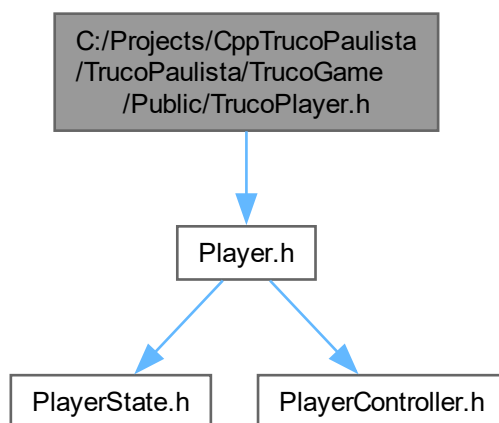 C:/Projects/CppTrucoPaulista
/TrucoPaulista/TrucoGame
/Public/TrucoPlayer.h
Player.h
PlayerState.h
PlayerController.h